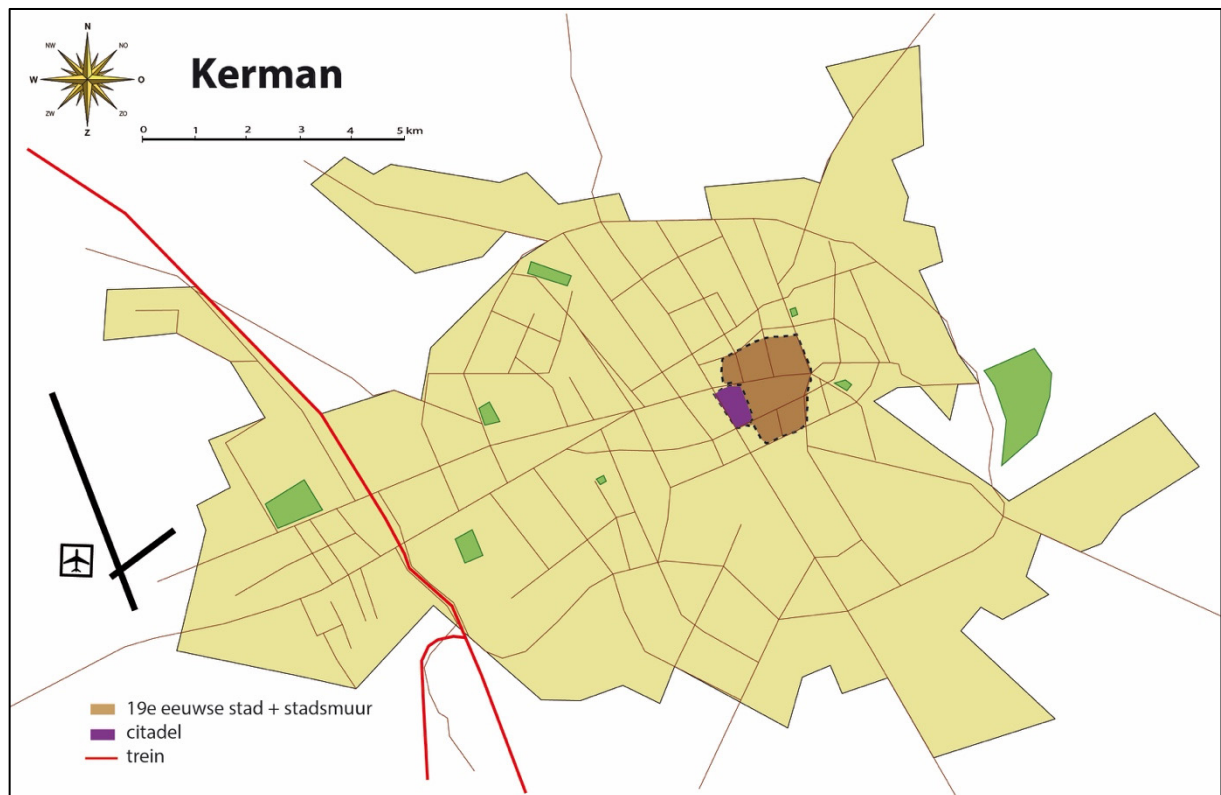 N
NW
NO
W
O
ZW
ZO
Z
Kerman
0 1 2 3 4 5 km
19e eeuwse stad + stadsmuur
citadel
trein